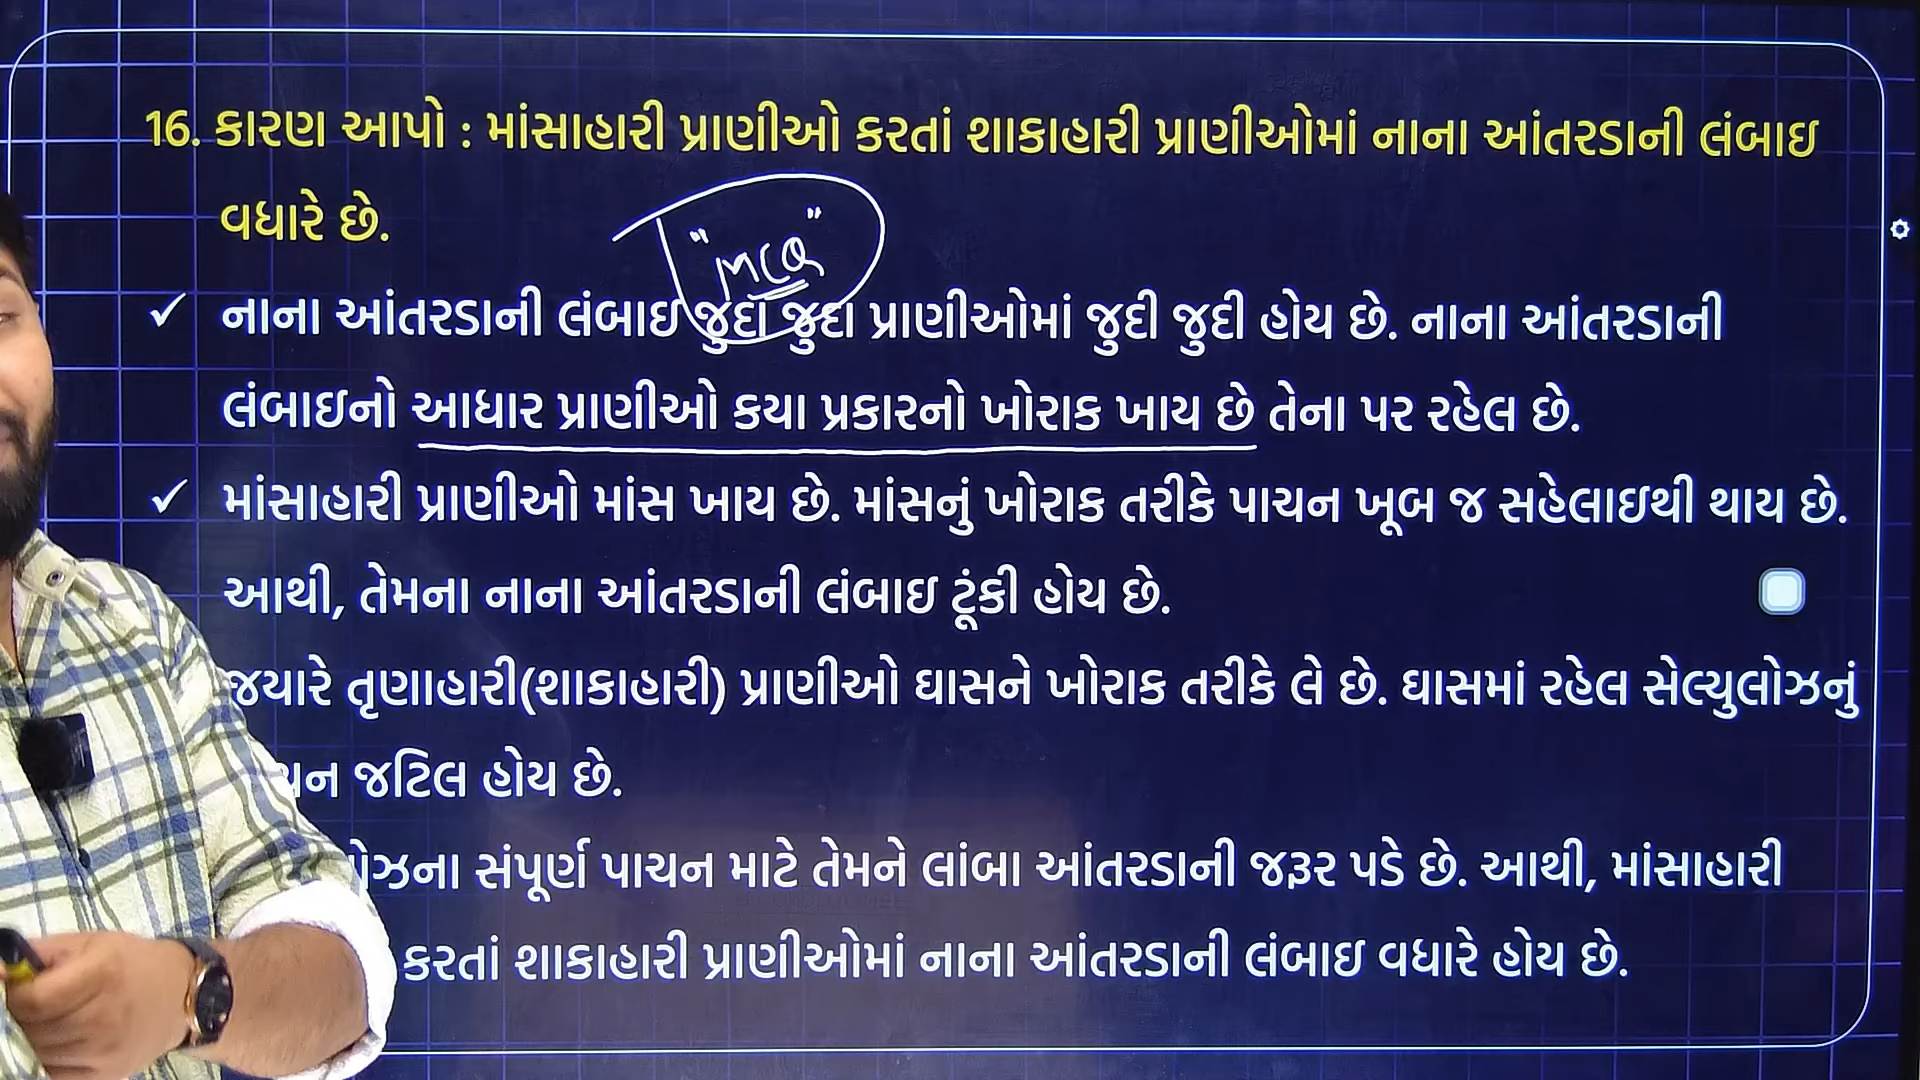 16. કારણ આપો : માંસાહારી પ્રાણીઓ કરતાં શાકાહારી પ્રાણીઓમાં નાના આંતરડાની લંબાઇ
વધારે છે.
"MCQ"
✓ નાના આંતરડાની લંબાઇ જુદા જુદા પ્રાણીઓમાં જુદી જુદી હોય છે. નાના આંતરડાની
લંબાઇનો આધાર પ્રાણીઓ કયા પ્રકારનો ખોરાક ખાય છે તેના પર રહેલ છે.
✓ માંસાહારી પ્રાણીઓ માંસ ખાય છે. માંસનું ખોરાક તરીકે પાચન ખૂબ જ સહેલાઇથી થાય છે.
આથી, તેમના નાના આંતરડાની લંબાઇ ટૂંકી હોય છે.
જયારે તૃણાહારી(શાકાહારી) પ્રાણીઓ ઘાસને ખોરાક તરીકે લે છે. ઘાસમાં રહેલ સેલ્યુલોઝનું
જટિલ હોય છે.
સંપૂર્ણ પાચન માટે તેમને લાંબા આંતરડાની જરૂર પડે છે. આથી, માંસાહારી
કરતાં શાકાહારી પ્રાણીઓમાં નાના આંતરડાની લંબાઇ વધારે હોય છે.